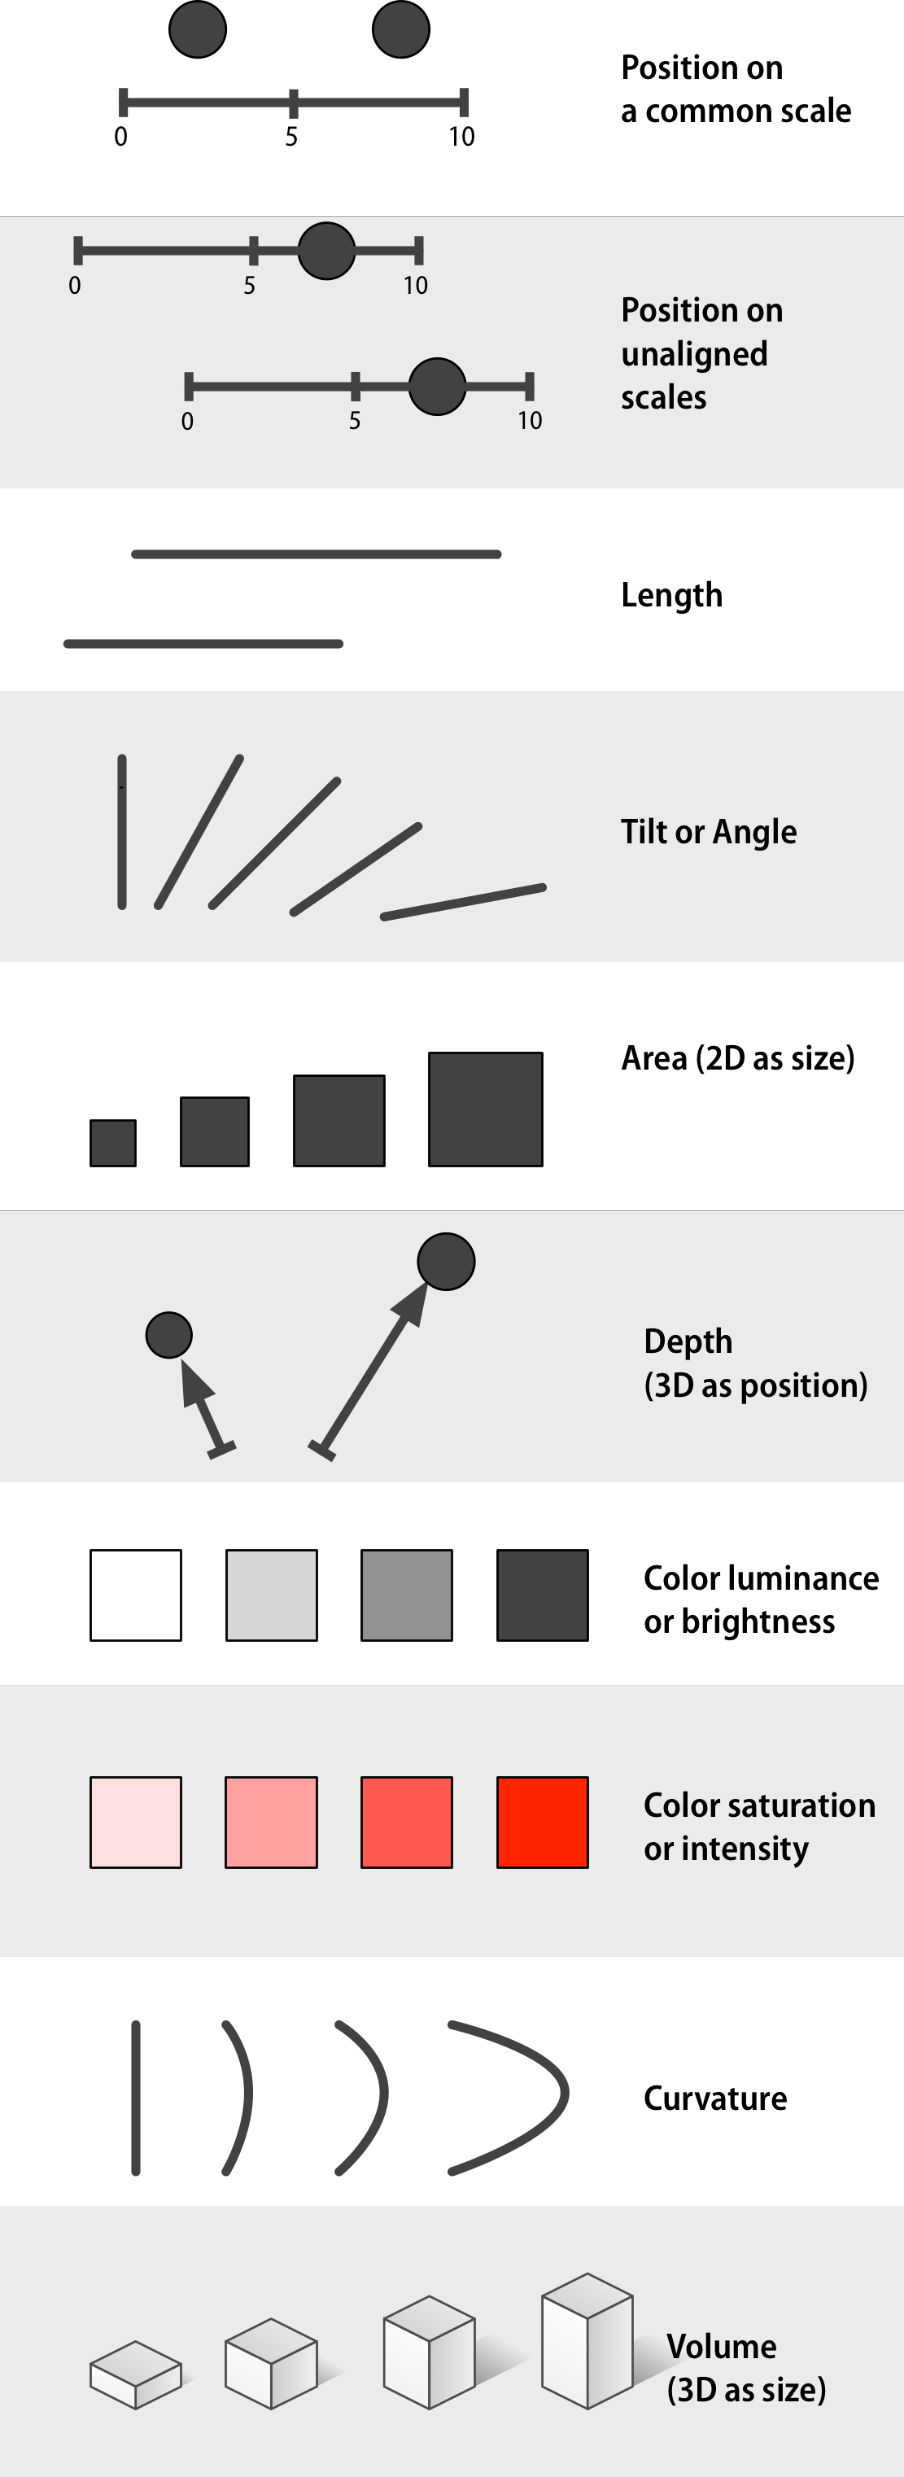 Position on
a common scale
0 5 10
0 5 10
Position on
unaligned
scales
0 5 10
Length
Tilt or Angle
Area (2D as size)
Depth
(3D as position)
Color luminance
or brightness
Color saturation
or intensity
Curvature
Volume
(3D as size)